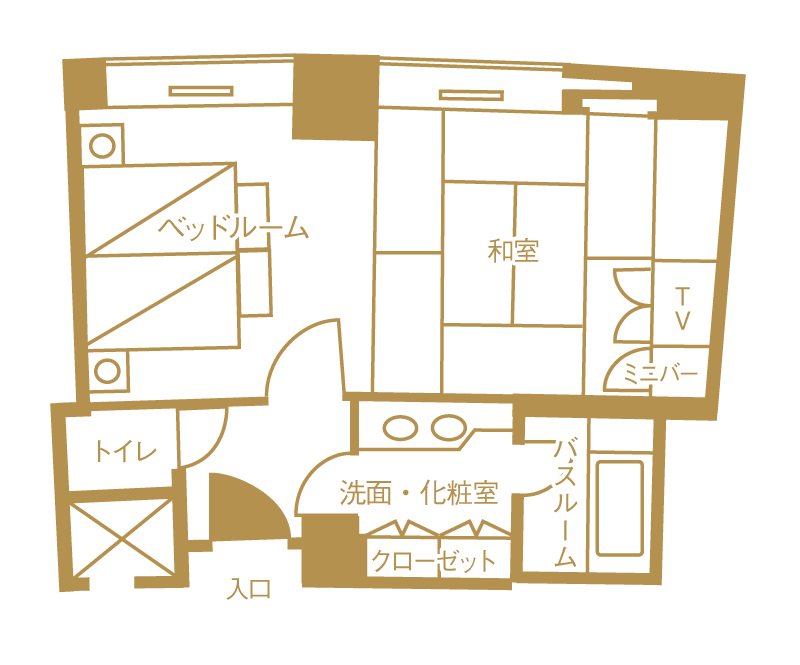 ベッドルーム
和室
TV
ミニバー
トイレ
洗面・化粧室
バスルーム
クローゼット
入口